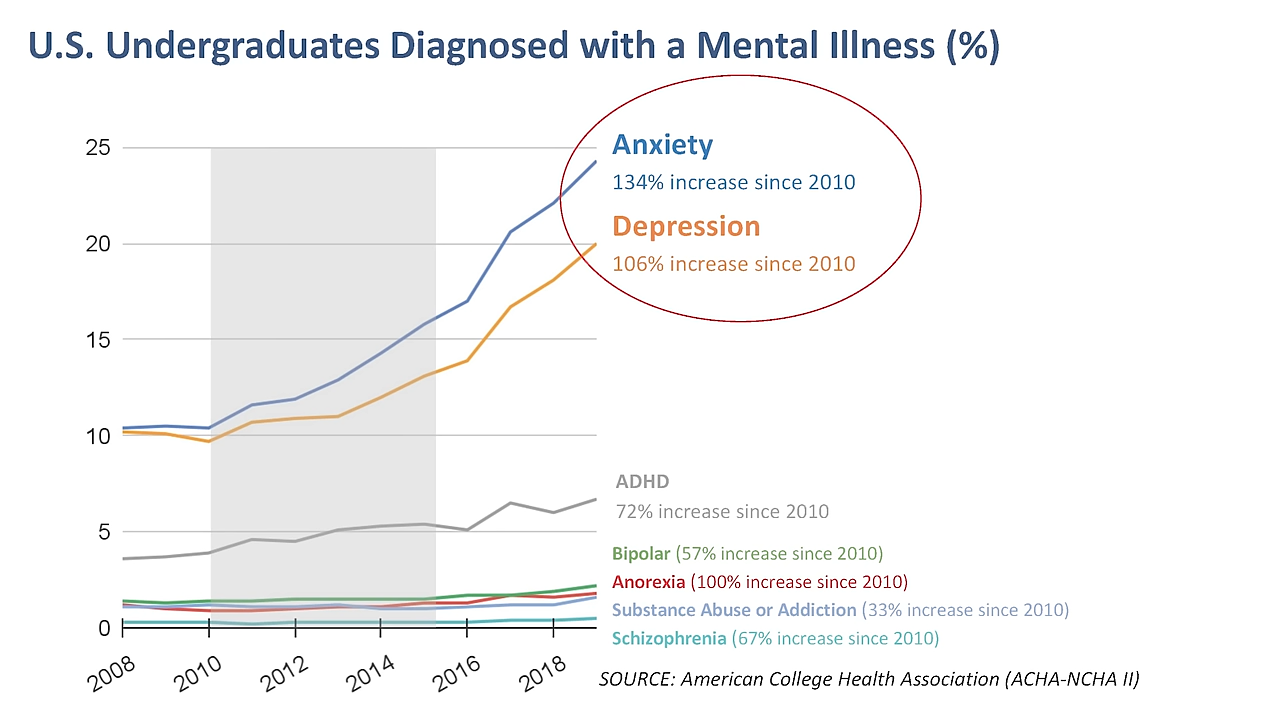 U.S. Undergraduates Diagnosed with a Mental Illness (%)
25
20
15
10
5
0
2008
2010
2012
2014
2016
2018
Anxiety
134% increase since 2010
Depression
106% increase since 2010
ADHD
72% increase since 2010
Bipolar (57% increase since 2010)
Anorexia (100% increase since 2010)
Substance Abuse or Addiction (33% increase since 2010)
Schizophrenia (67% increase since 2010)
SOURCE: American College Health Association (ACHA-NCHA II)